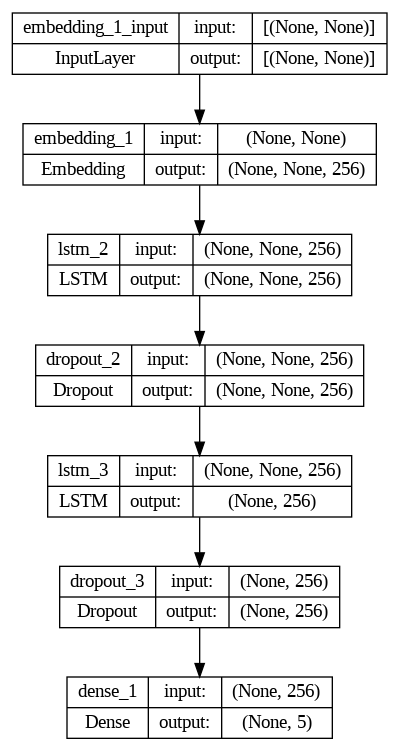 embedding_1_input input: [(None, None)]
InputLayer output: [(None, None)]
embedding_1 input: (None, None)
Embedding output: (None, None, 256)
lstm_2 input: (None, None, 256)
LSTM output: (None, None, 256)
dropout_2 input: (None, None, 256)
Dropout output: (None, None, 256)
lstm_3 input: (None, None, 256)
LSTM output: (None, 256)
dropout_3 input: (None, 256)
Dropout output: (None, 256)
dense_1 input: (None, 256)
Dense output: (None, 5)